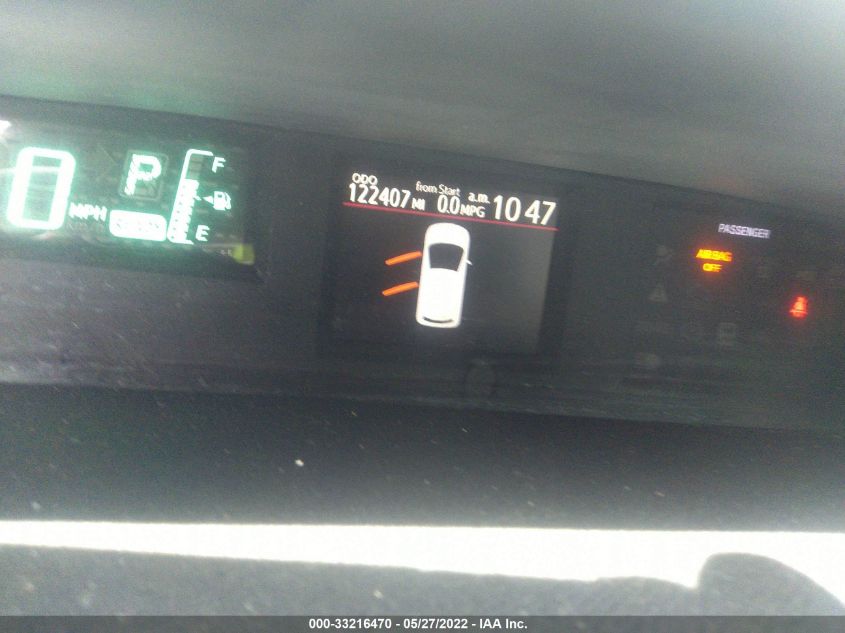 0 MPH
P
F
E
ODO
122407 MI
from Start
0.0 MPG
a.m.
10 47
PASSENGER
AIRBAG
OFF
000-33216470 - 05/27/2022 - IAA Inc.